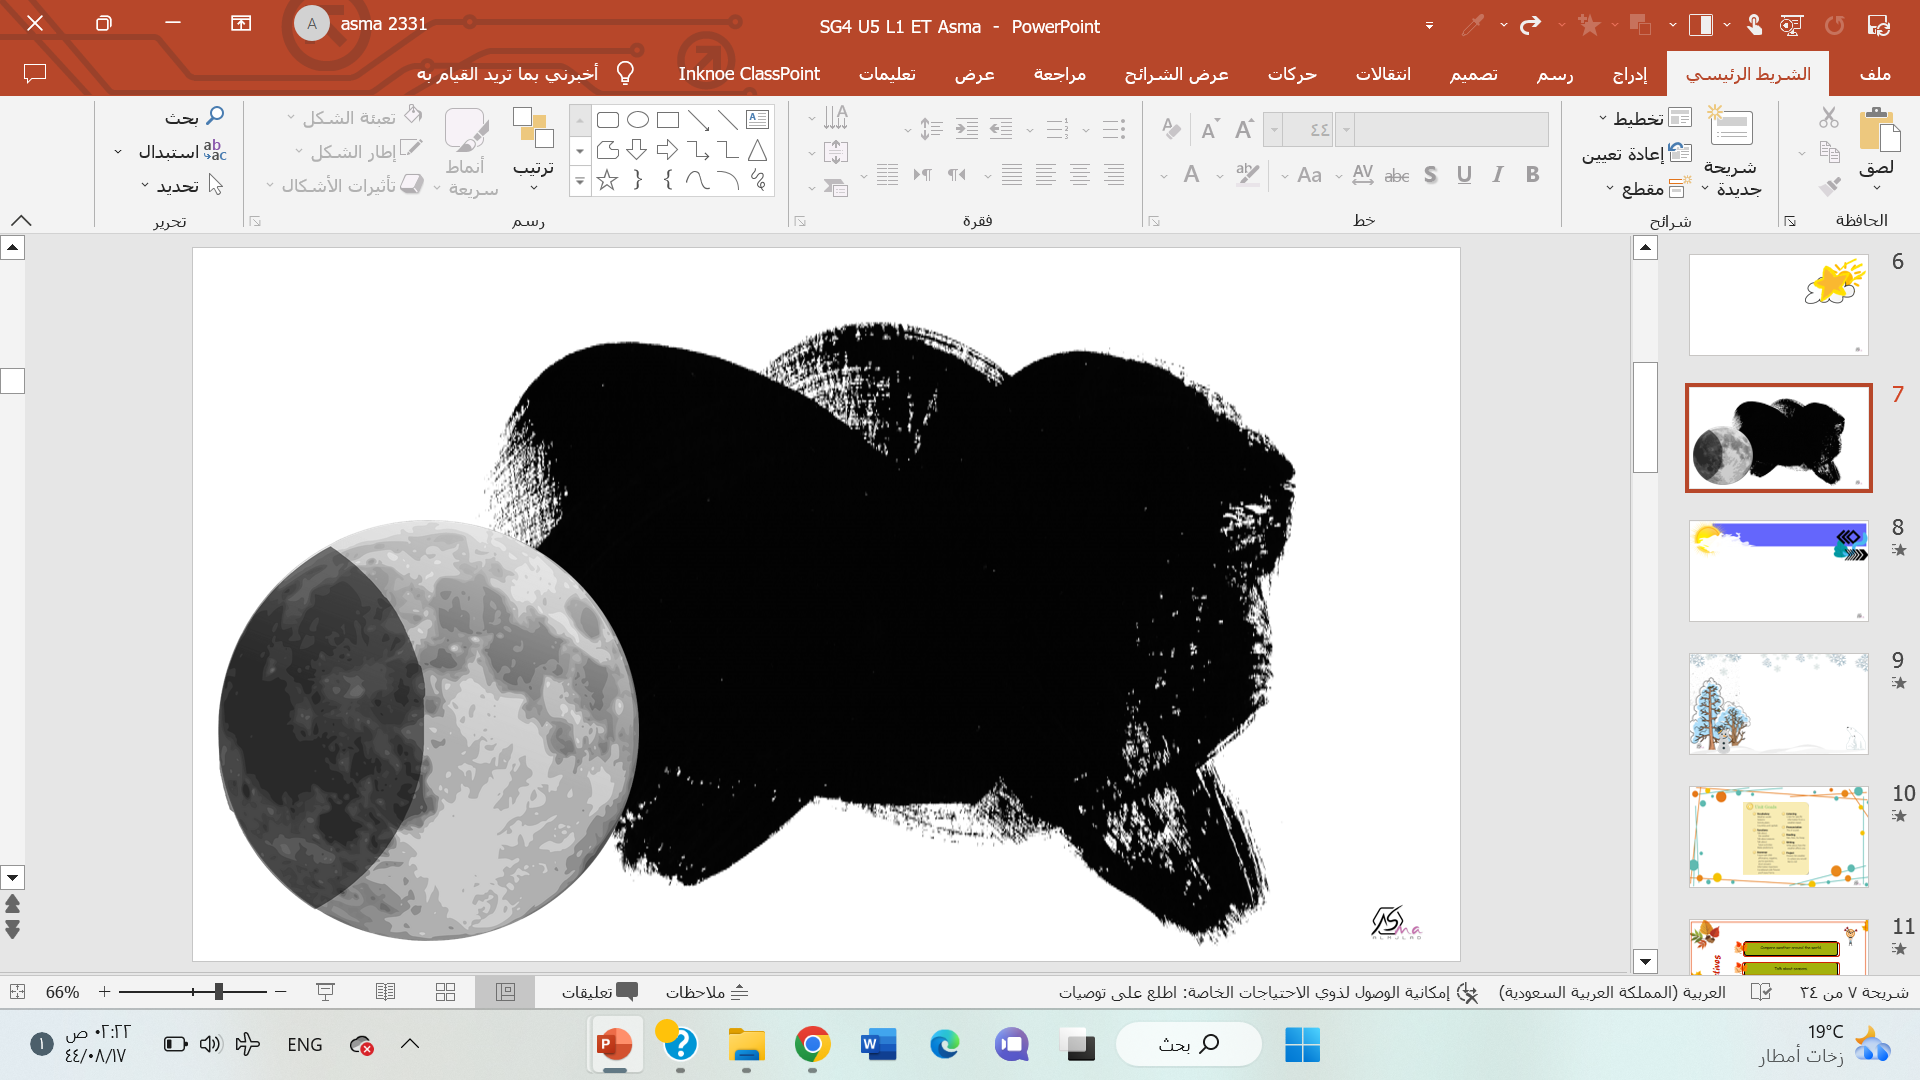 asma 2331
SG4 U5 L1 ET Asma - PowerPoint
ملف
الشريط الرئيسي
إدراج
رسم
تصميم
انتقالات
حركات
عرض الشرائح
مراجعة
عرض
تعليمات
Inknoe ClassPoint
أخبرني بما تريد القيام به
لصق
الحافظة
شريحة جديدة
تخطيط
إعادة تعيين
مقطع
شرائح
٤٤
خط
فقرة
ترتيب
أنماط سريعة
تعبئة الشكل
إطار الشكل
تأثيرات الأشكال
رسم
بحث
استبدال
تحديد
تحرير
6
7
8
9
10
11
ASma
شريحة ٧ من ٣٤
العربية (المملكة العربية السعودية)
إمكانية الوصول لذوي الاحتياجات الخاصة: اطلع على توصيات
ملاحظات
تعليقات
66%
19°C
زخات أمطار
بحث
ENG
٠٢:٢٢ ص
٤٤/٠٨/١٧
١